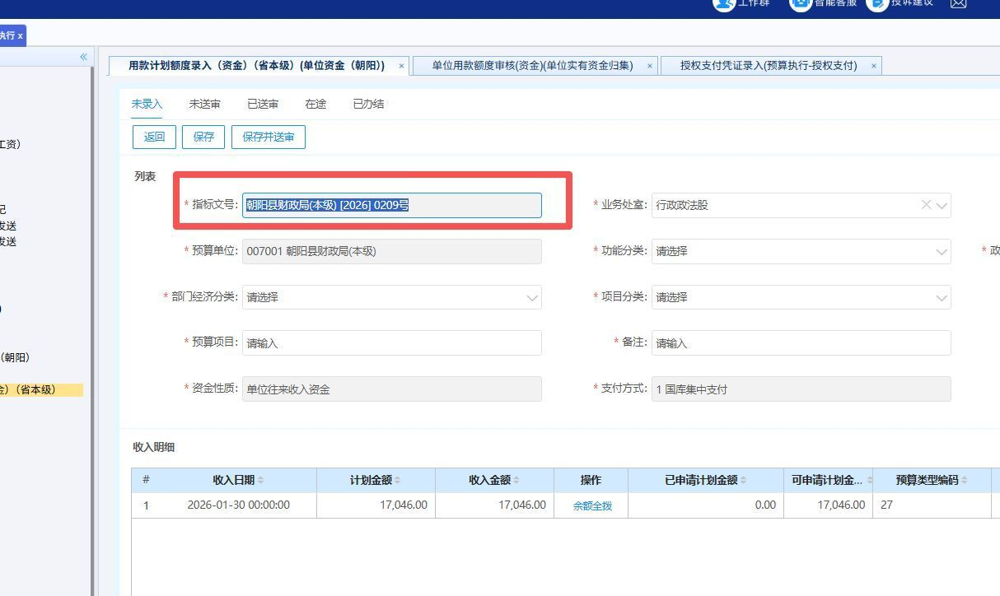 工作群 智能客服 投诉建议
执行 x
«
用款计划额度录入（资金）（省本级）(单位资金（朝阳）) ×
单位用款额度审核(资金)(单位实有资金归集) ×
授权支付凭证录入(预算执行-授权支付) ×
未录入 未送审 已送审 在途 已办结
返回 保存 保存并送审
工资）
记
发送
发送
）
（朝阳）
金）（省本级）
列表
* 指标文号: 朝阳县财政局(本级) [2026] 0209号
* 业务处室: 行政政法股
* 预算单位: 007001 朝阳县财政局(本级)
* 功能分类: 请选择
* 政
* 部门经济分类: 请选择
* 项目分类: 请选择
* 预算项目: 请输入
* 备注: 请输入
* 资金性质: 单位往来收入资金
* 支付方式: 1 国库集中支付
收入明细
# 收入日期 计划金额 收入金额 操作 已申请计划金额 可申请计划金... 预算类型编码
1 2026-01-30 00:00:00 17,046.00 17,046.00 余额全拨 0.00 17,046.00 27